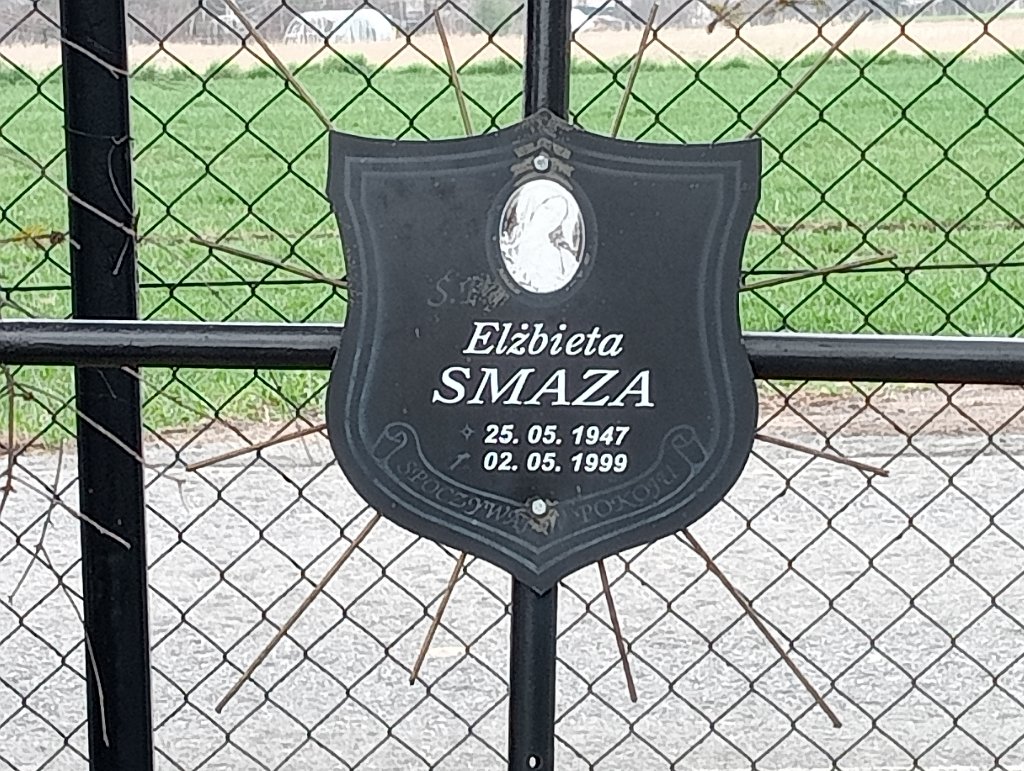 Elżbieta
SMAZA
25. 05. 1947
02. 05. 1999
SPOCZYWAJ W POKOJU